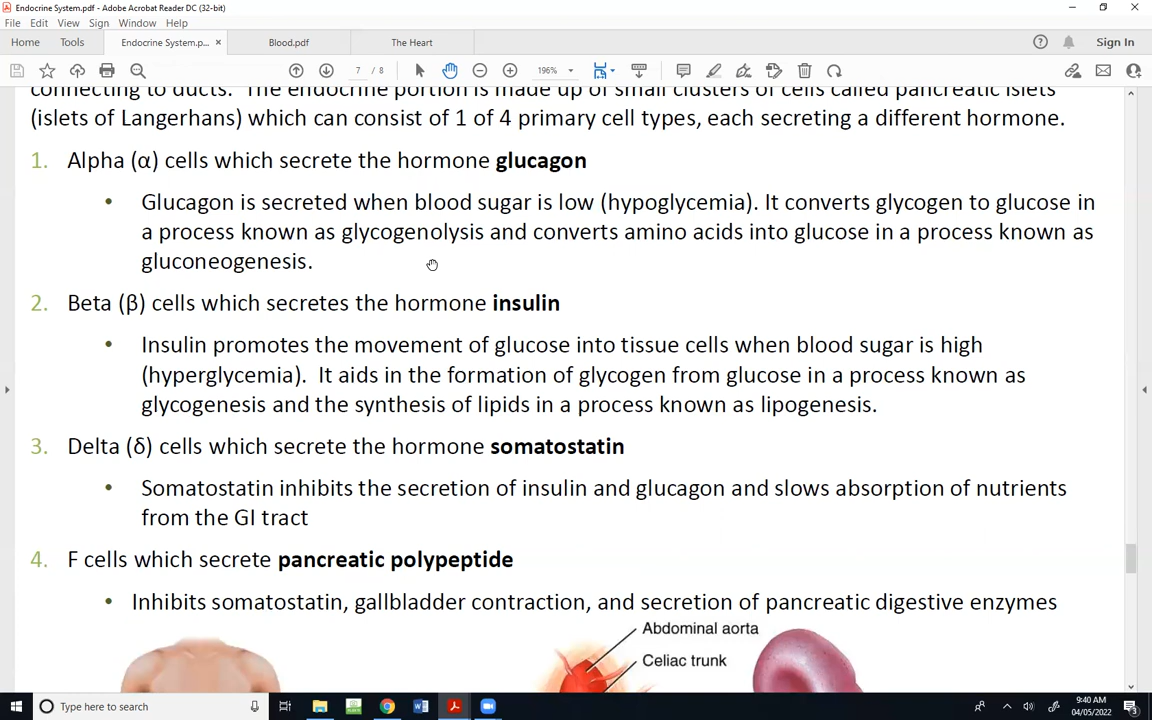 Endocrine System.pdf - Adobe Acrobat Reader DC (32-bit)
File Edit View Sign Window Help
Home Tools Endocrine System.p... × Blood.pdf The Heart Sign In
7 / 8 196%
connecting to ducts. The endocrine portion is made up of small clusters of cells called pancreatic islets
(islets of Langerhans) which can consist of 1 of 4 primary cell types, each secreting a different hormone.
1. Alpha (α) cells which secrete the hormone glucagon
• Glucagon is secreted when blood sugar is low (hypoglycemia). It converts glycogen to glucose in
a process known as glycogenolysis and converts amino acids into glucose in a process known as
gluconeogenesis.
2. Beta (β) cells which secretes the hormone insulin
• Insulin promotes the movement of glucose into tissue cells when blood sugar is high
(hyperglycemia). It aids in the formation of glycogen from glucose in a process known as
glycogenesis and the synthesis of lipids in a process known as lipogenesis.
3. Delta (δ) cells which secrete the hormone somatostatin
• Somatostatin inhibits the secretion of insulin and glucagon and slows absorption of nutrients
from the GI tract
4. F cells which secrete pancreatic polypeptide
• Inhibits somatostatin, gallbladder contraction, and secretion of pancreatic digestive enzymes
Abdominal aorta
Celiac trunk
Type here to search
9:40 AM
04/05/2022